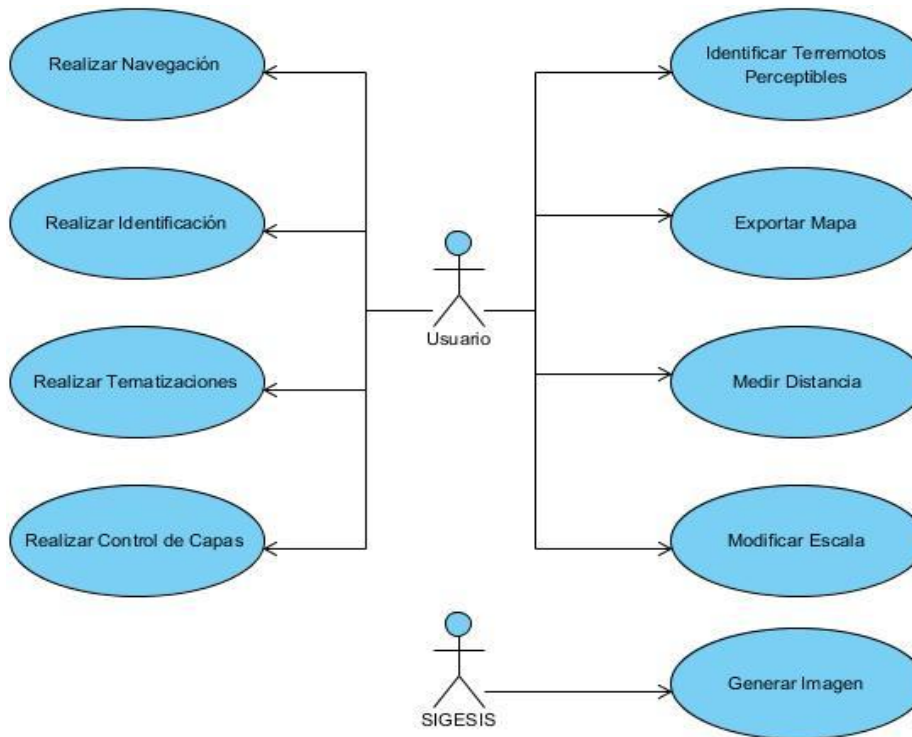 Realizar Navegación
Identificar Terremotos
Perceptibles
Realizar Identificación
Exportar Mapa
Usuario
Realizar Tematizaciones
Medir Distancia
Realizar Control de Capas
Modificar Escala
SIGESIS
Generar Imagen